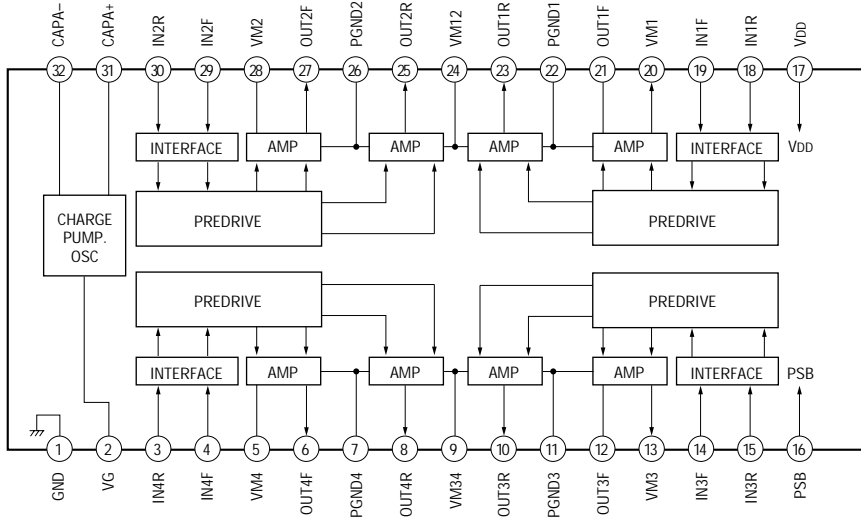 CAPA−
CAPA+
IN2R
IN2F
VM2
OUT2F
PGND2
OUT2R
VM12
OUT1R
PGND1
OUT1F
VM1
IN1F
IN1R
VDD
32
31
30
29
28
27
26
25
24
23
22
21
20
19
18
17
INTERFACE
AMP
AMP
AMP
AMP
INTERFACE
VDD
CHARGE
PUMP.
OSC
PREDRIVE
PREDRIVE
PREDRIVE
PREDRIVE
INTERFACE
AMP
AMP
AMP
AMP
INTERFACE
PSB
1
2
3
4
5
6
7
8
9
10
11
12
13
14
15
16
GND
VG
IN4R
IN4F
VM4
OUT4F
PGND4
OUT4R
VM34
OUT3R
PGND3
OUT3F
VM3
IN3F
IN3R
PSB